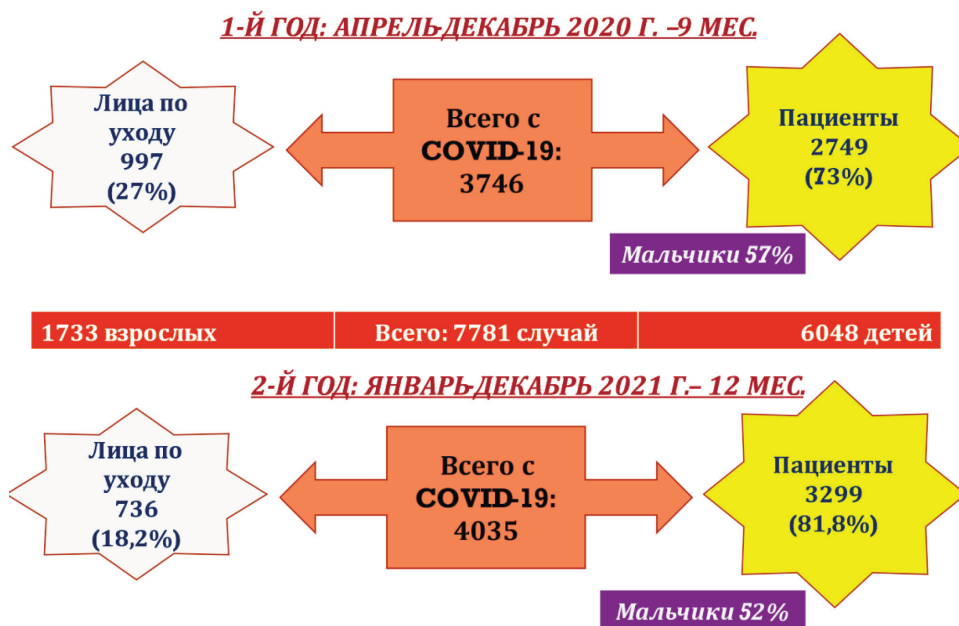 1-Й ГОД: АПРЕЛЬ-ДЕКАБРЬ 2020 Г. –9 МЕС.
Лица по
уходу
997
(27%)
Всего с
COVID-19:
3746
Пациенты
2749
(73%)
Мальчики 57%
1733 взрослых
Всего: 7781 случай
6048 детей
2-Й ГОД: ЯНВАРЬ-ДЕКАБРЬ 2021 Г.– 12 МЕС.
Лица по
уходу
736
(18,2%)
Всего с
COVID-19:
4035
Пациенты
3299
(81,8%)
Мальчики 52%